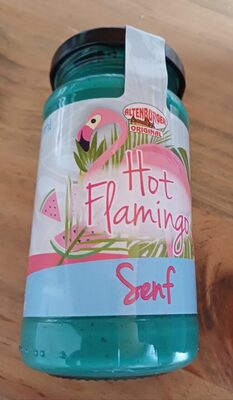 ALTENBURGER
ORIGINAL
Hot
Flamingo
Senf